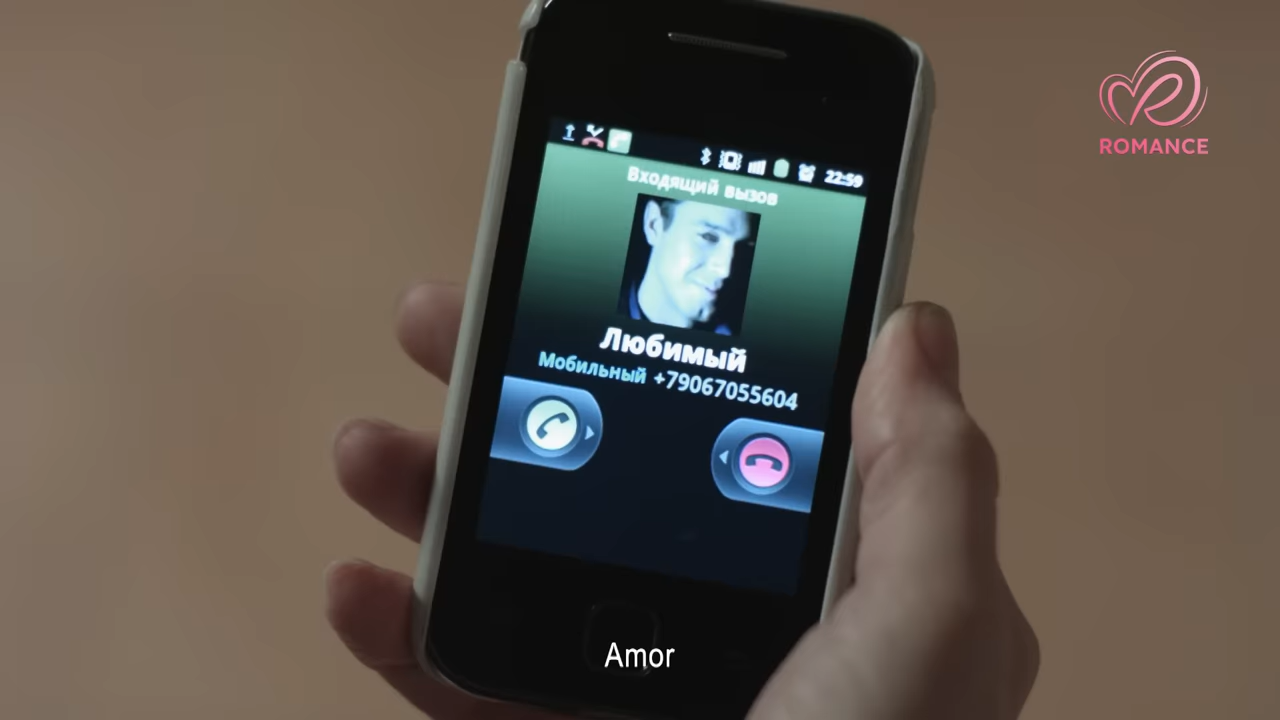 ROMANCE
22:59
Входящий вызов
Любимый
Мобильный +79067055604
Amor